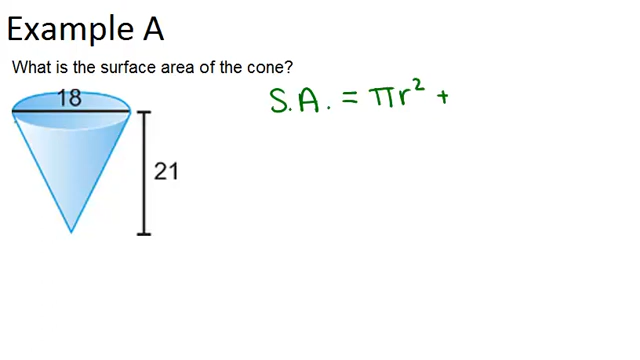 Example A
What is the surface area of the cone?
18
S.A. = πr² +
21